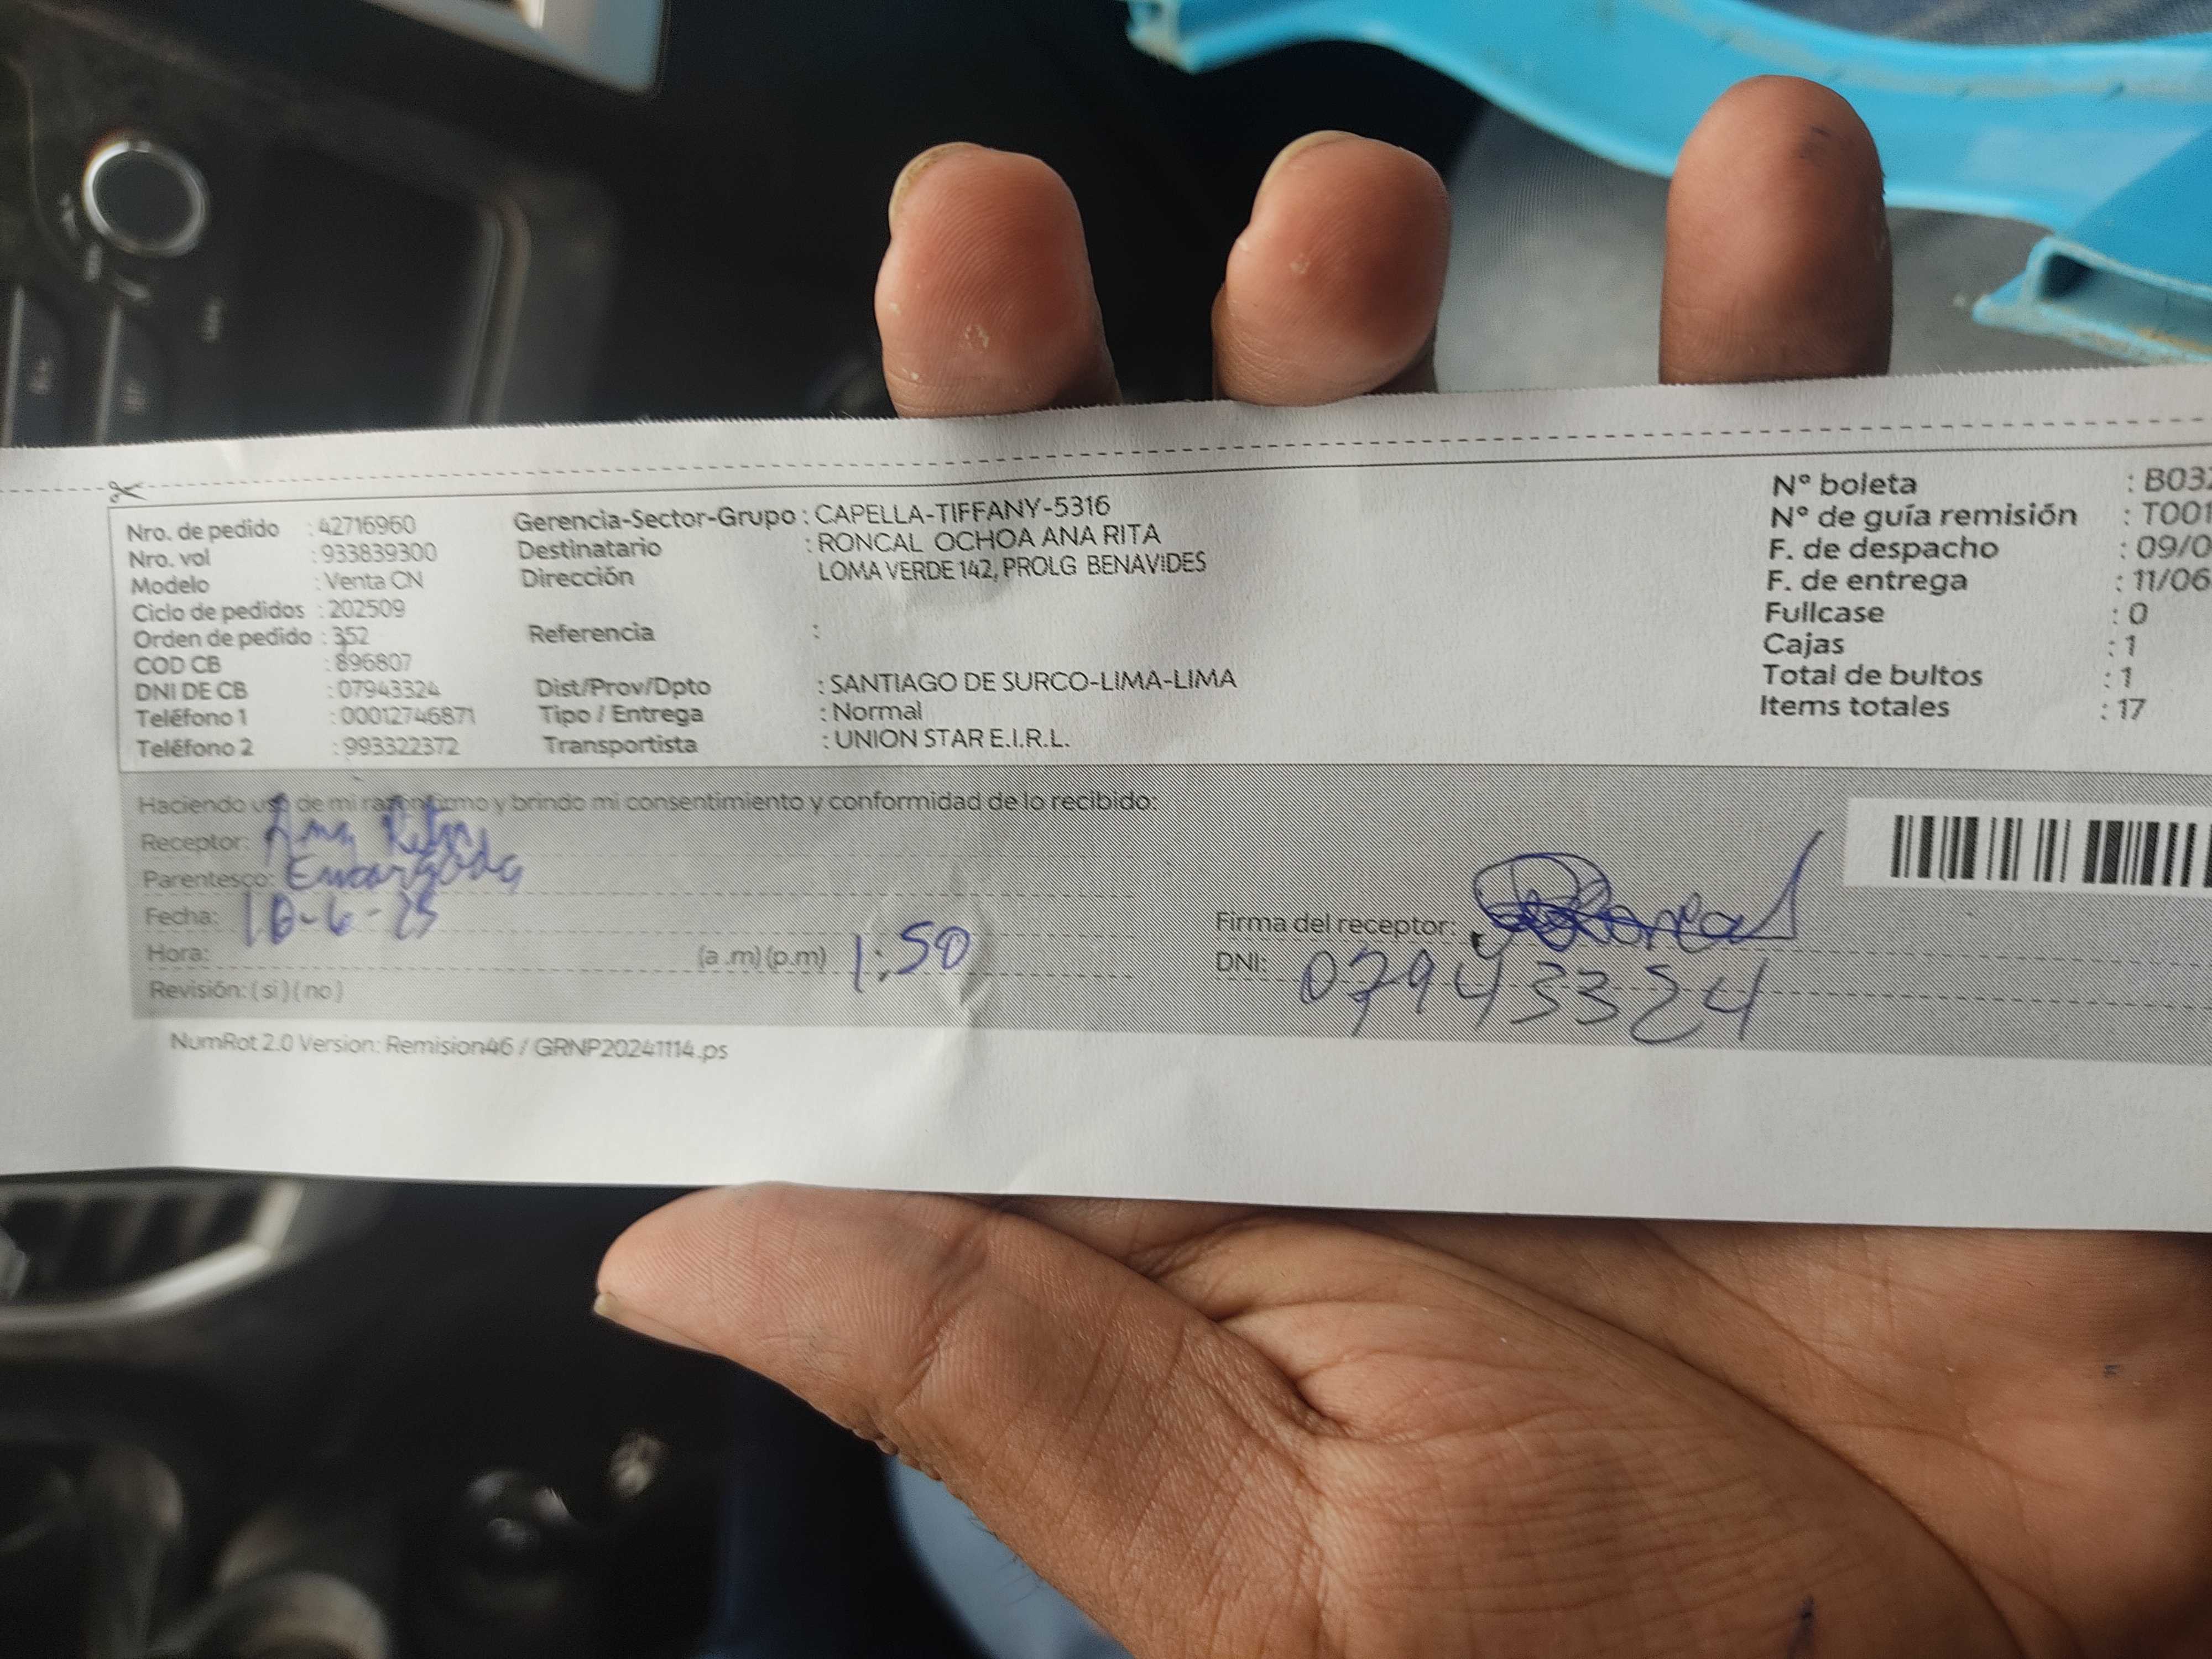 Nro. de pedido : 42716960
Nro. vol : 933839300
Modelo : Venta CN
Ciclo de pedidos : 202509
Orden de pedido : 352
COD CB : 896807
DNI DE CB : 07943324
Teléfono 1 : 00012746871
Teléfono 2 : 993322372
Gerencia-Sector-Grupo : CAPELLA-TIFFANY-5316
Destinatario : RONCAL OCHOA ANA RITA
Dirección LOMA VERDE 142, PROLG BENAVIDES
Referencia :
Dist/Prov/Dpto : SANTIAGO DE SURCO-LIMA-LIMA
Tipo / Entrega : Normal
Transportista : UNION STAR E.I.R.L.
N° boleta : B03
N° de guía remisión : T001
F. de despacho : 09/0
F. de entrega : 11/06
Fullcase : 0
Cajas : 1
Total de bultos : 1
Items totales : 17
Haciendo uso de mi razón firmo y brindo mi consentimiento y conformidad de lo recibido:
Receptor: Ana Rita
Parentesco: Encargada
Fecha: 10-6-25
Hora: (a .m) (p.m) 1:50
Revisión: ( si ) ( no )
Firma del receptor: Roncal
DNI: 07943324
NumRot 2.0 Version: Remision46 / GRNP20241114.ps